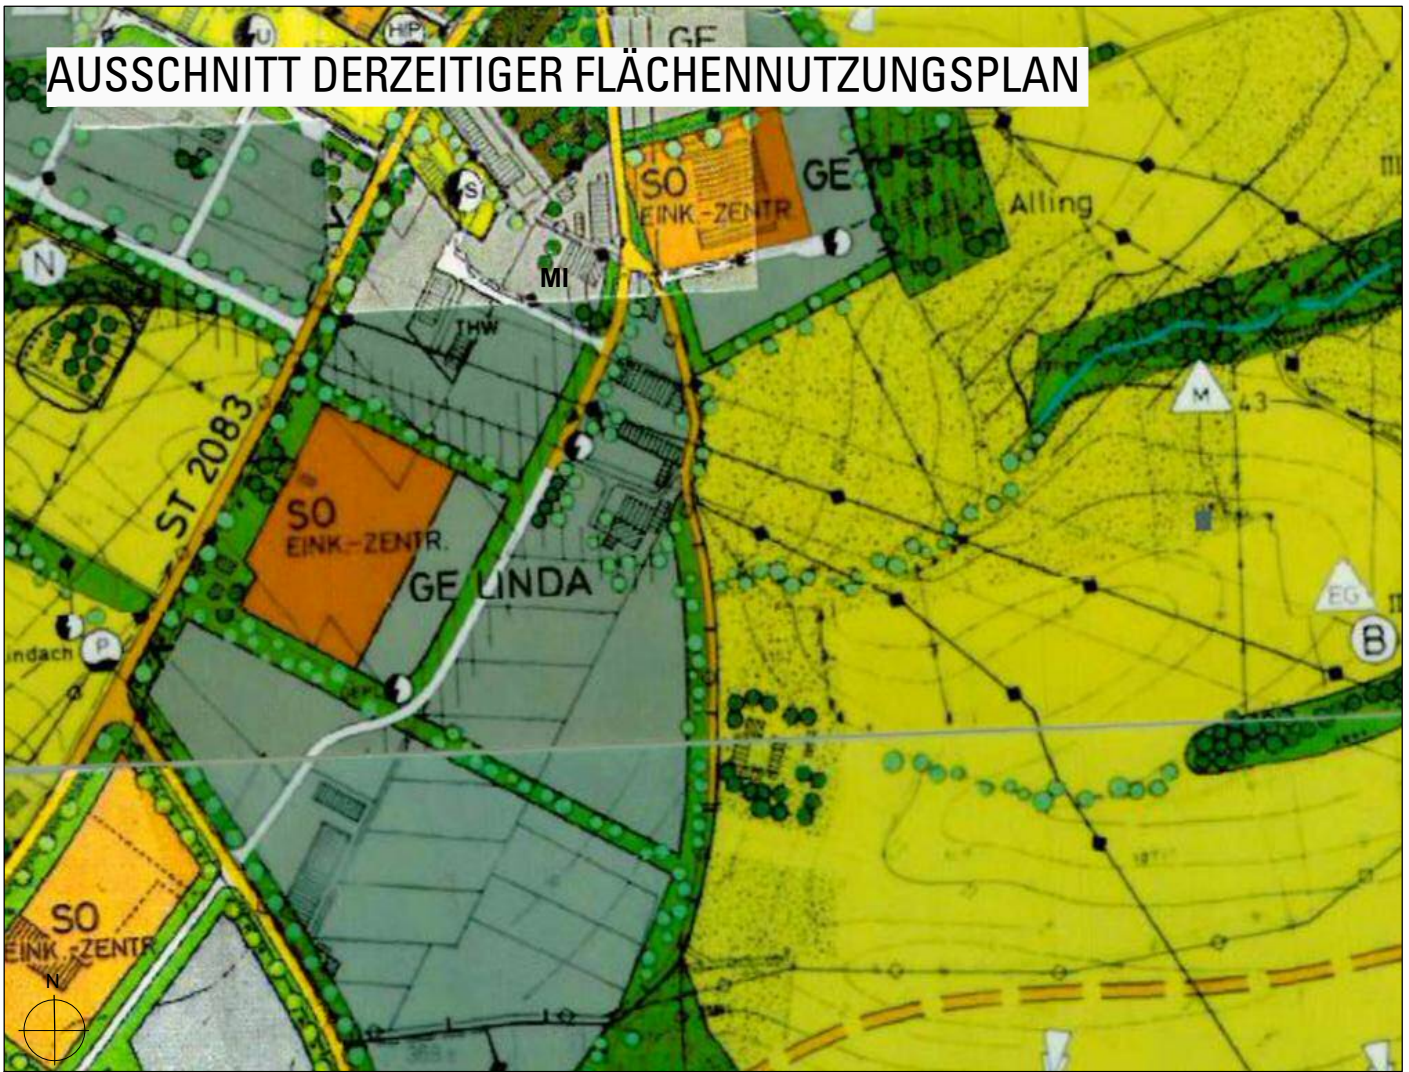 U
H/P
GE
AUSSCHNITT DERZEITIGER FLÄCHENNUTZUNGSPLAN
SO
EINK.-ZENTR.
GE
Alling
S
N
MI
THW
M
43
ST 2083
SO
EINK.-ZENTR.
GE LINDA
EG
B
P
indach
SO
EINK.-ZENTR
N